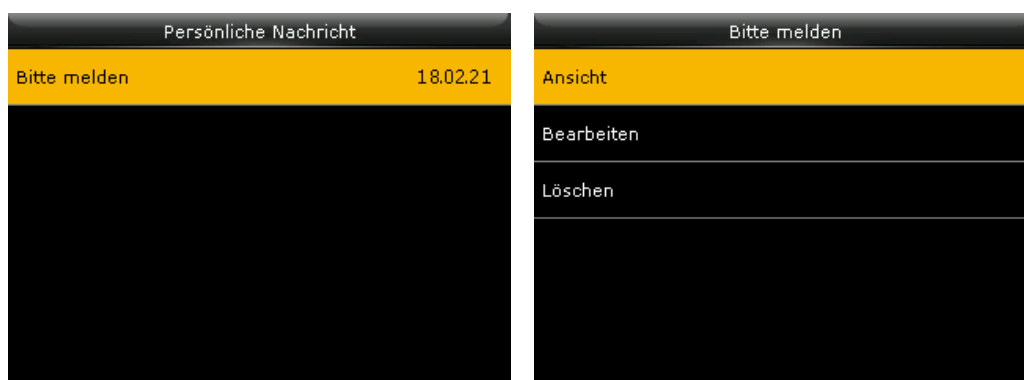 Persönliche Nachricht
Bitte melden 18.02.21
Bitte melden
Ansicht
Bearbeiten
Löschen